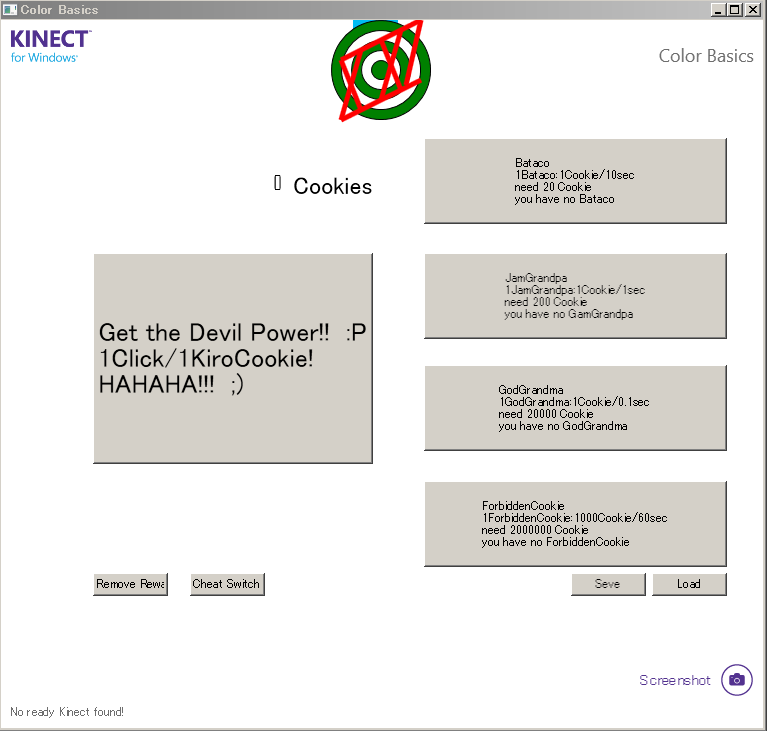 Color Basics
KINECT™
for Windows®
Color Basics
Cookies
Bataco
1Bataco:1Cookie/10sec
need 20 Cookie
you have no Bataco
Get the Devil Power!! :P
1Click/1KiroCookie!
HAHAHA!!! ;)
JamGrandpa
1JamGrandpa:1Cookie/1sec
need 200 Cookie
you have no GamGrandpa
GodGrandma
1GodGrandma:1Cookie/0.1sec
need 20000 Cookie
you have no GodGrandma
ForbiddenCookie
1ForbiddenCookie:1000Cookie/60sec
need 2000000 Cookie
you have no ForbiddenCookie
Remove Rewa
Cheat Switch
Seve
Load
Screenshot
No ready Kinect found!